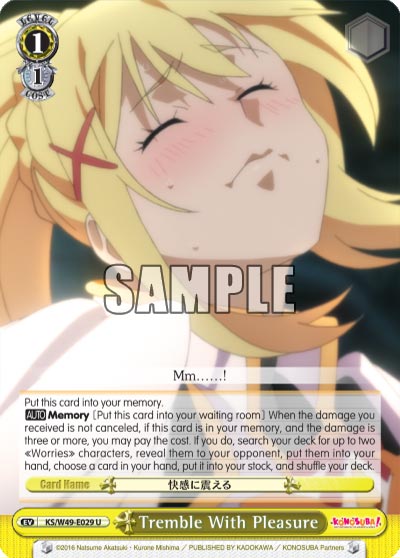 LEVEL
1
1
COST
SAMPLE
Mm……!
Put this card into your memory.
AUTO Memory [Put this card into your waiting room] When the damage you
received is not canceled, if this card is in your memory, and the damage is
three or more, you may pay the cost. If you do, search your deck for up to two
«Worries» characters, reveal them to your opponent, put them into your
hand, choose a card in your hand, put it into your stock, and shuffle your deck.
Card Name 快感に震える
EV KS/W49-E029 U Tremble With Pleasure KONOSUBA!
©2016 Natsume Akatsuki・Kurone Mishima / PUBLISHED BY KADOKAWA / KONOSUBA Partners